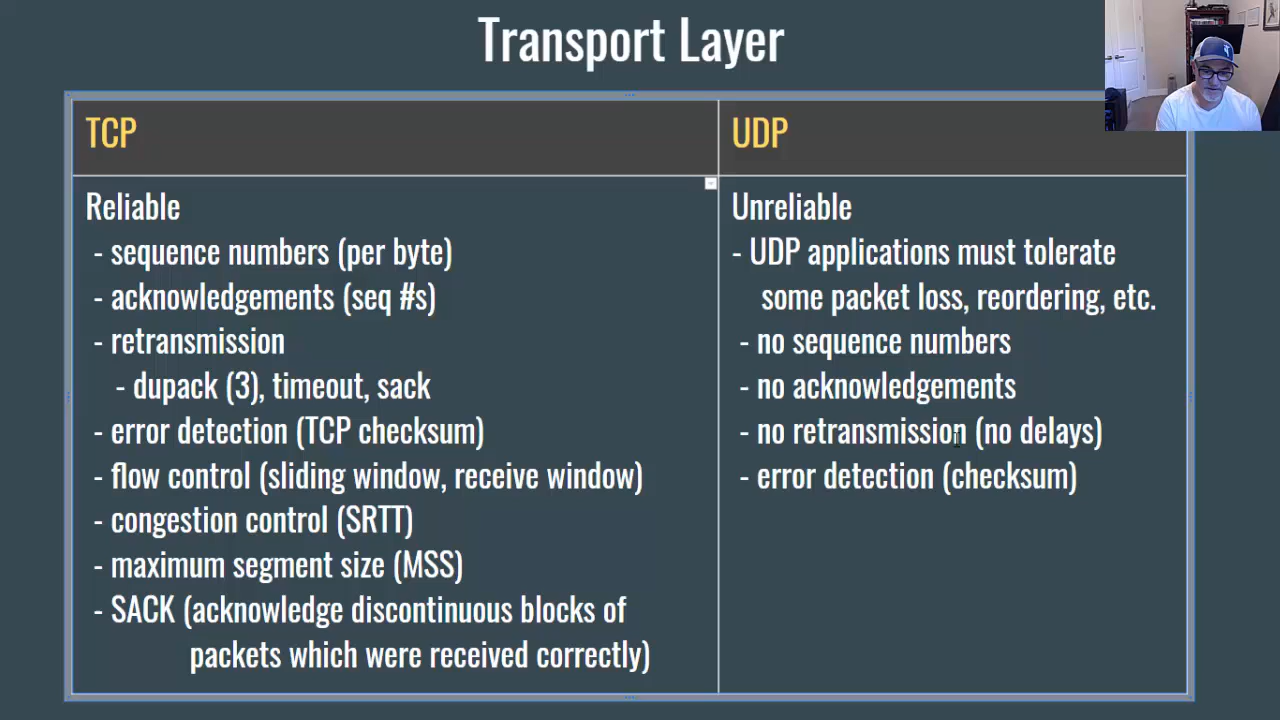 Transport Layer
TCP
UDP
Reliable
- sequence numbers (per byte)
- acknowledgements (seq #s)
- retransmission
- dupack (3), timeout, sack
- error detection (TCP checksum)
- flow control (sliding window, receive window)
- congestion control (SRTT)
- maximum segment size (MSS)
- SACK (acknowledge discontinuous blocks of
packets which were received correctly)
Unreliable
- UDP applications must tolerate
some packet loss, reordering, etc.
- no sequence numbers
- no acknowledgements
- no retransmission (no delays)
- error detection (checksum)